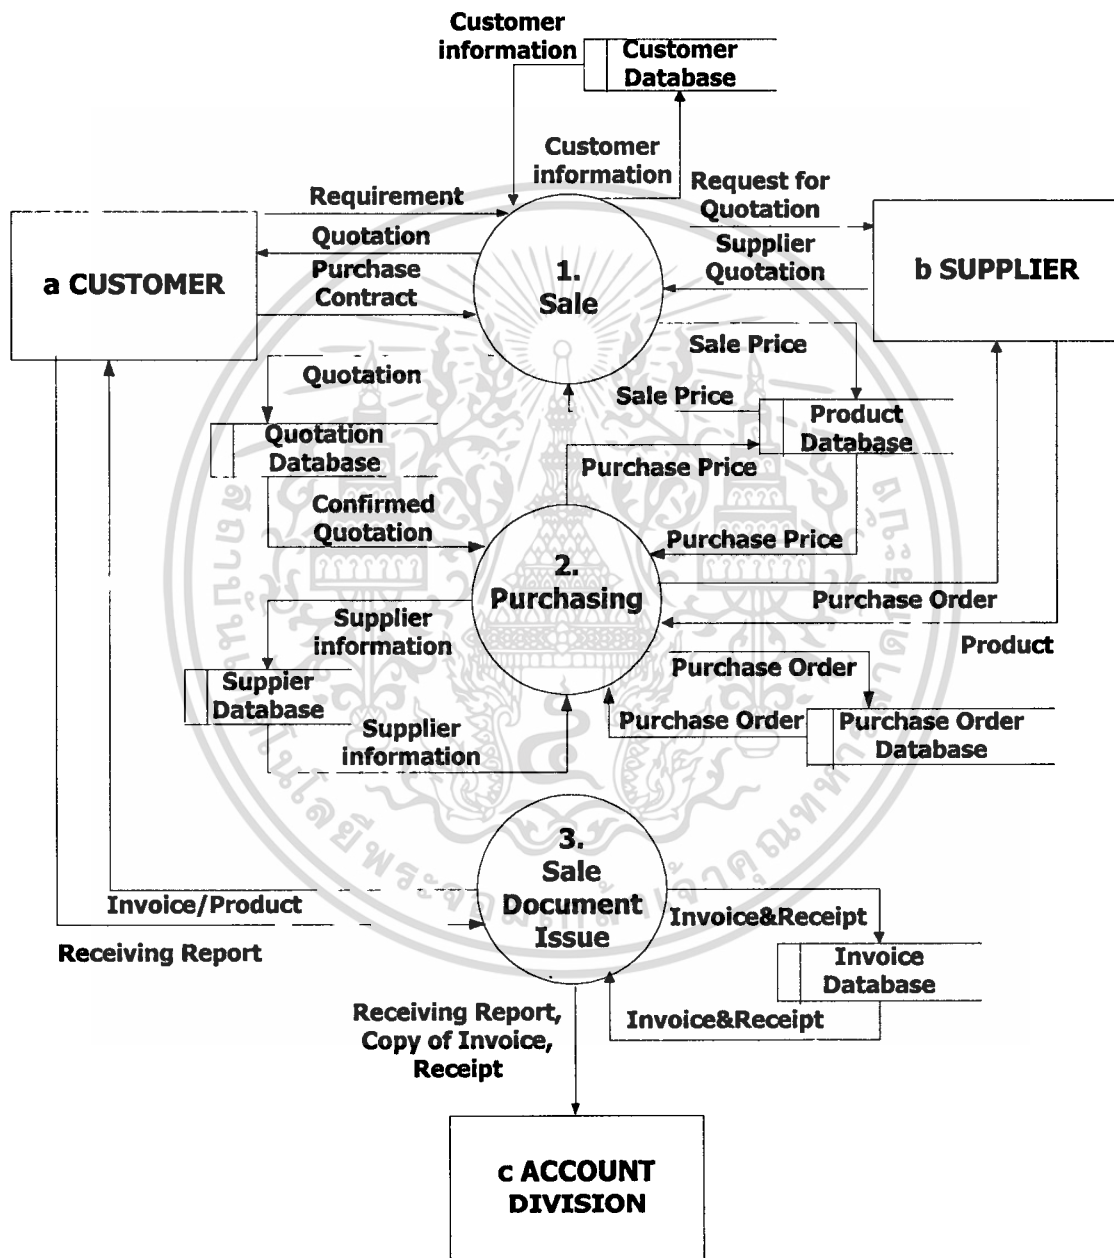 Customer
information
Customer
Database
Customer
information
Requirement
Request for
Quotation
Quotation
Supplier
Quotation
Purchase
Contract
a CUSTOMER
1.
Sale
b SUPPLIER
Sale Price
Quotation
Sale Price
Product
Database
Quotation
Database
Purchase Price
Confirmed
Quotation
Purchase Price
2.
Purchasing
Purchase Order
Supplier
information
Product
Purchase Order
Suppier
Database
Purchase Order
Purchase Order
Database
Supplier
information
3.
Sale
Document
Issue
Invoice/Product
Invoice&Receipt
Receiving Report
Invoice
Database
Receiving Report,
Copy of Invoice,
Receipt
Invoice&Receipt
c ACCOUNT
DIVISION